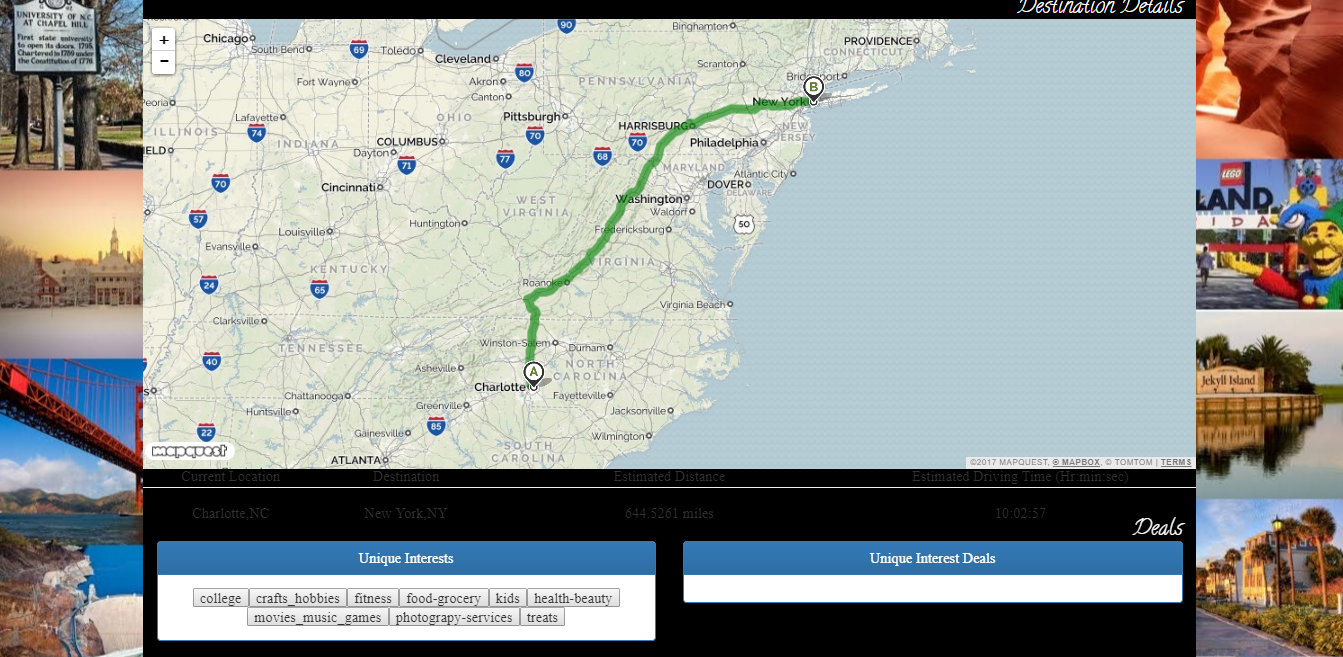 Destination Details
UNIVERSITY OF N.C.
AT CHAPEL HILL
First state university
to open its doors, 1795.
Chartered in 1789 under
the Constitution of 1776.
+
−
90
Binghamton
Chicago
South Bend
69
Toledo
PROVIDENCE
CONNECTICUT
Cleveland
Scranton
80
Fort Wayne
Akron
PENNSYLVANIA
Bridgeport
B
Canton
New York
Peoria
Lafayette
OHIO
Pittsburgh
HARRISBURG
ILLINOIS
74
INDIANA
COLUMBUS
70
70
Philadelphia
NEW
JERSEY
Dayton
71
77
68
MARYLAND
Atlantic City
70
Cincinnati
DOVER
DELAWARE
WEST
VIRGINIA
Washington
Waldorf
57
Huntington
50
Louisville
Fredericksburg
Evansville
VIRGINIA
KENTUCKY
24
65
Roanoke
Virginia Beach
Clarksville
Winston-Salem
Durham
TENNESSEE
40
Asheville
A
NORTH
CAROLINA
Charlotte
Chattanooga
Fayetteville
Greenville
Huntsville
Jacksonville
22
Gainesville
85
Wilmington
SOUTH
CAROLINA
ATLANTA
mapquest
©2017 MAPQUEST, © MAPBOX, © TOMTOM | TERMS
LEGO
LAND
IDA
Jekyll Island
Current Location Destination Estimated Distance Estimated Driving Time (Hr:min:sec)
Charlotte,NC New York,NY 644.5261 miles 10:02:57
Deals
Unique Interests
Unique Interest Deals
college crafts_hobbies fitness food-grocery kids health-beauty
movies_music_games photograpy-services treats